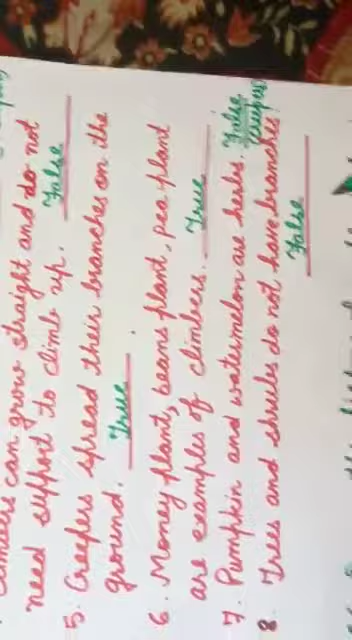 can grow straight and do not
need support to climb up. False
5. Creepers spread their branches on the
ground. True
6. Money plant, beans plant, pea plant
are examples of climbers. True
7. Pumpkin and watermelon are herbs. False
creepers
8. Trees and shrubs do not have branches
False